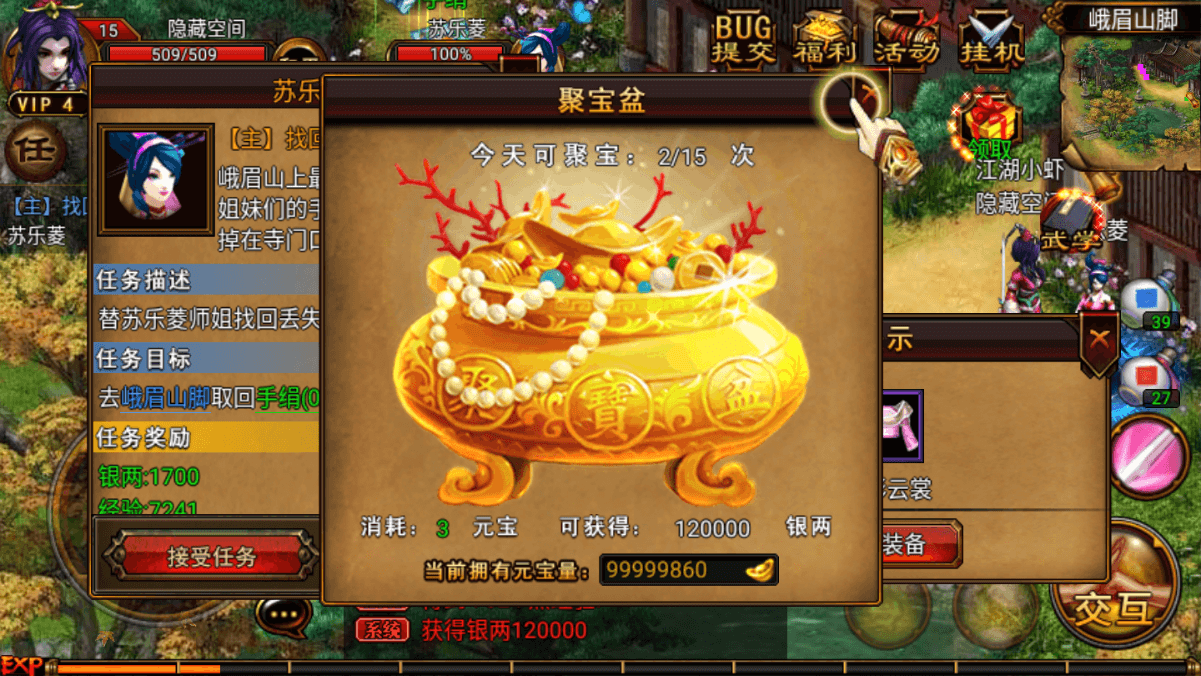 15
隐藏空间
509/509
VIP 4
任
苏乐菱
100%
BUG
提交
福利
活动
挂机
峨眉山脚
领取
江湖小虾
武学
39
27
【主】找
苏乐菱
苏乐
【主】找回
峨眉山上最
姐妹们的手
掉在寺门口
任务描述
替苏乐菱师姐找回丢失
任务目标
去峨眉山脚取回手绢(0
任务奖励
银两:1700
经验:7241
接受任务
聚宝盆
今天可聚宝： 2/15 次
聚 寶 盆
消耗： 3 元宝 可获得： 120000 银两
当前拥有元宝量： 99999860
示
云裳
装备
交互
系统 获得银两120000
EXP